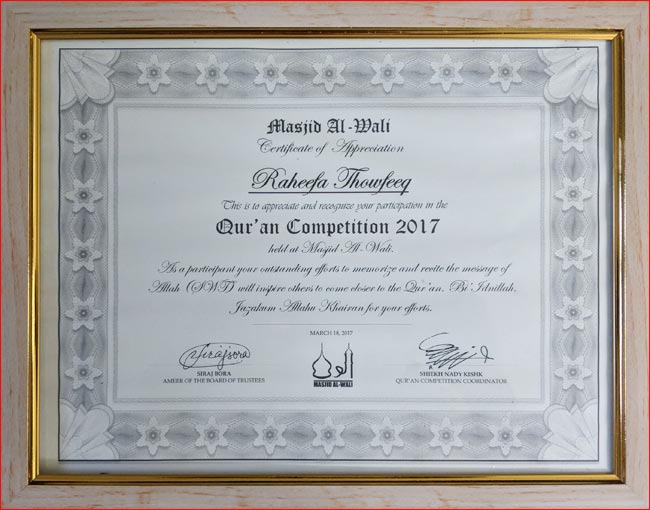 Masjid Al-Wali
Certificate of Appreciation
Raheefa Thowfeeq
This is to appreciate and recognize your participation in the
Qur'an Competition 2017
held at Masjid Al-Wali.
As a participant your outstanding efforts to memorize and recite the message of
Allah (S.W.T) will inspire others to come closer to the Qur'an. Bi'Idnillah.
Jazakum Allahu Khairan for your efforts.
MARCH 18, 2017
Sirajbora
SIRAJ BORA
AMEER OF THE BOARD OF TRUSTEES
MASJID AL-WALI
SHEIKH NADY KISHK
QUR'AN COMPETITION COORDINATOR